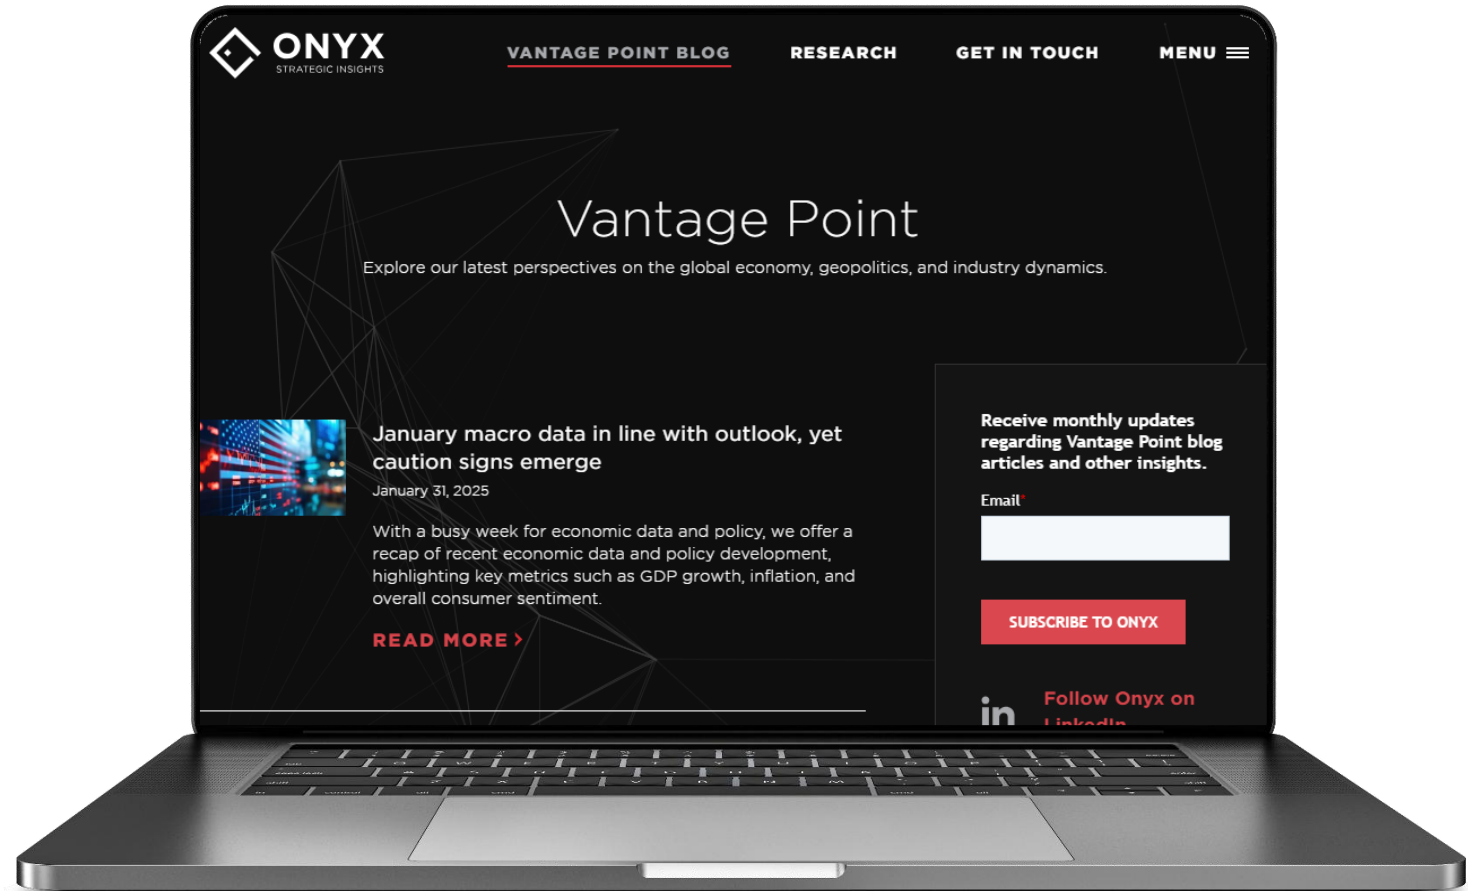 ONYX
STRATEGIC INSIGHTS
VANTAGE POINT BLOG
RESEARCH
GET IN TOUCH
MENU
Vantage Point
Explore our latest perspectives on the global economy, geopolitics, and industry dynamics.
January macro data in line with outlook, yet
caution signs emerge
January 31, 2025
With a busy week for economic data and policy, we offer a
recap of recent economic data and policy development,
highlighting key metrics such as GDP growth, inflation, and
overall consumer sentiment.
READ MORE >
Receive monthly updates
regarding Vantage Point blog
articles and other insights.
Email*
SUBSCRIBE TO ONYX
in
Follow Onyx on
LinkedIn